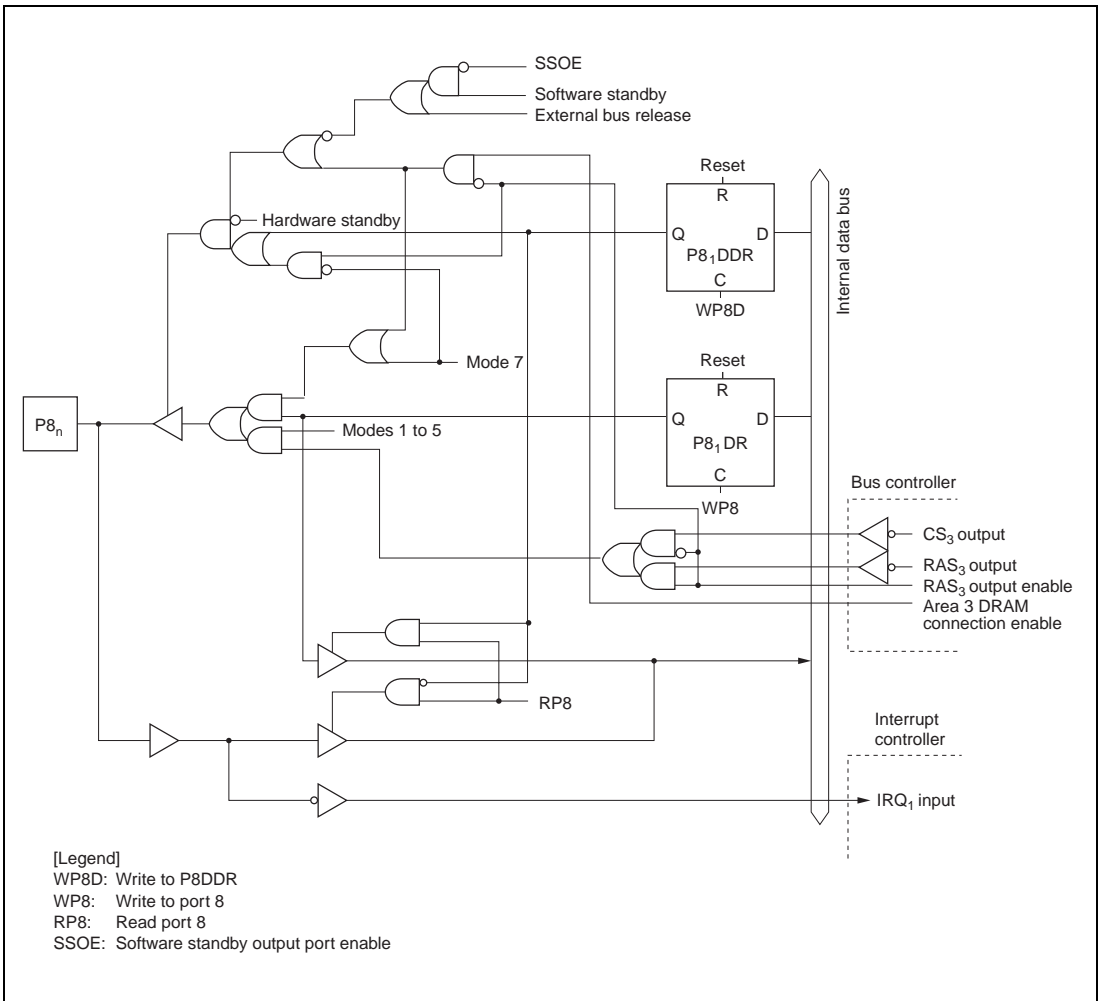 SSOE
Software standby
External bus release
Reset
R
Hardware standby
Q
D
P8₁DDR
C
WP8D
Internal data bus
Mode 7
Reset
R
P8ₙ
Q
D
Modes 1 to 5
P8₁DR
C
WP8
Bus controller
CS₃ output
RAS₃ output
RAS₃ output enable
Area 3 DRAM
connection enable
RP8
Interrupt
controller
IRQ₁ input
[Legend]
WP8D: Write to P8DDR
WP8: Write to port 8
RP8: Read port 8
SSOE: Software standby output port enable